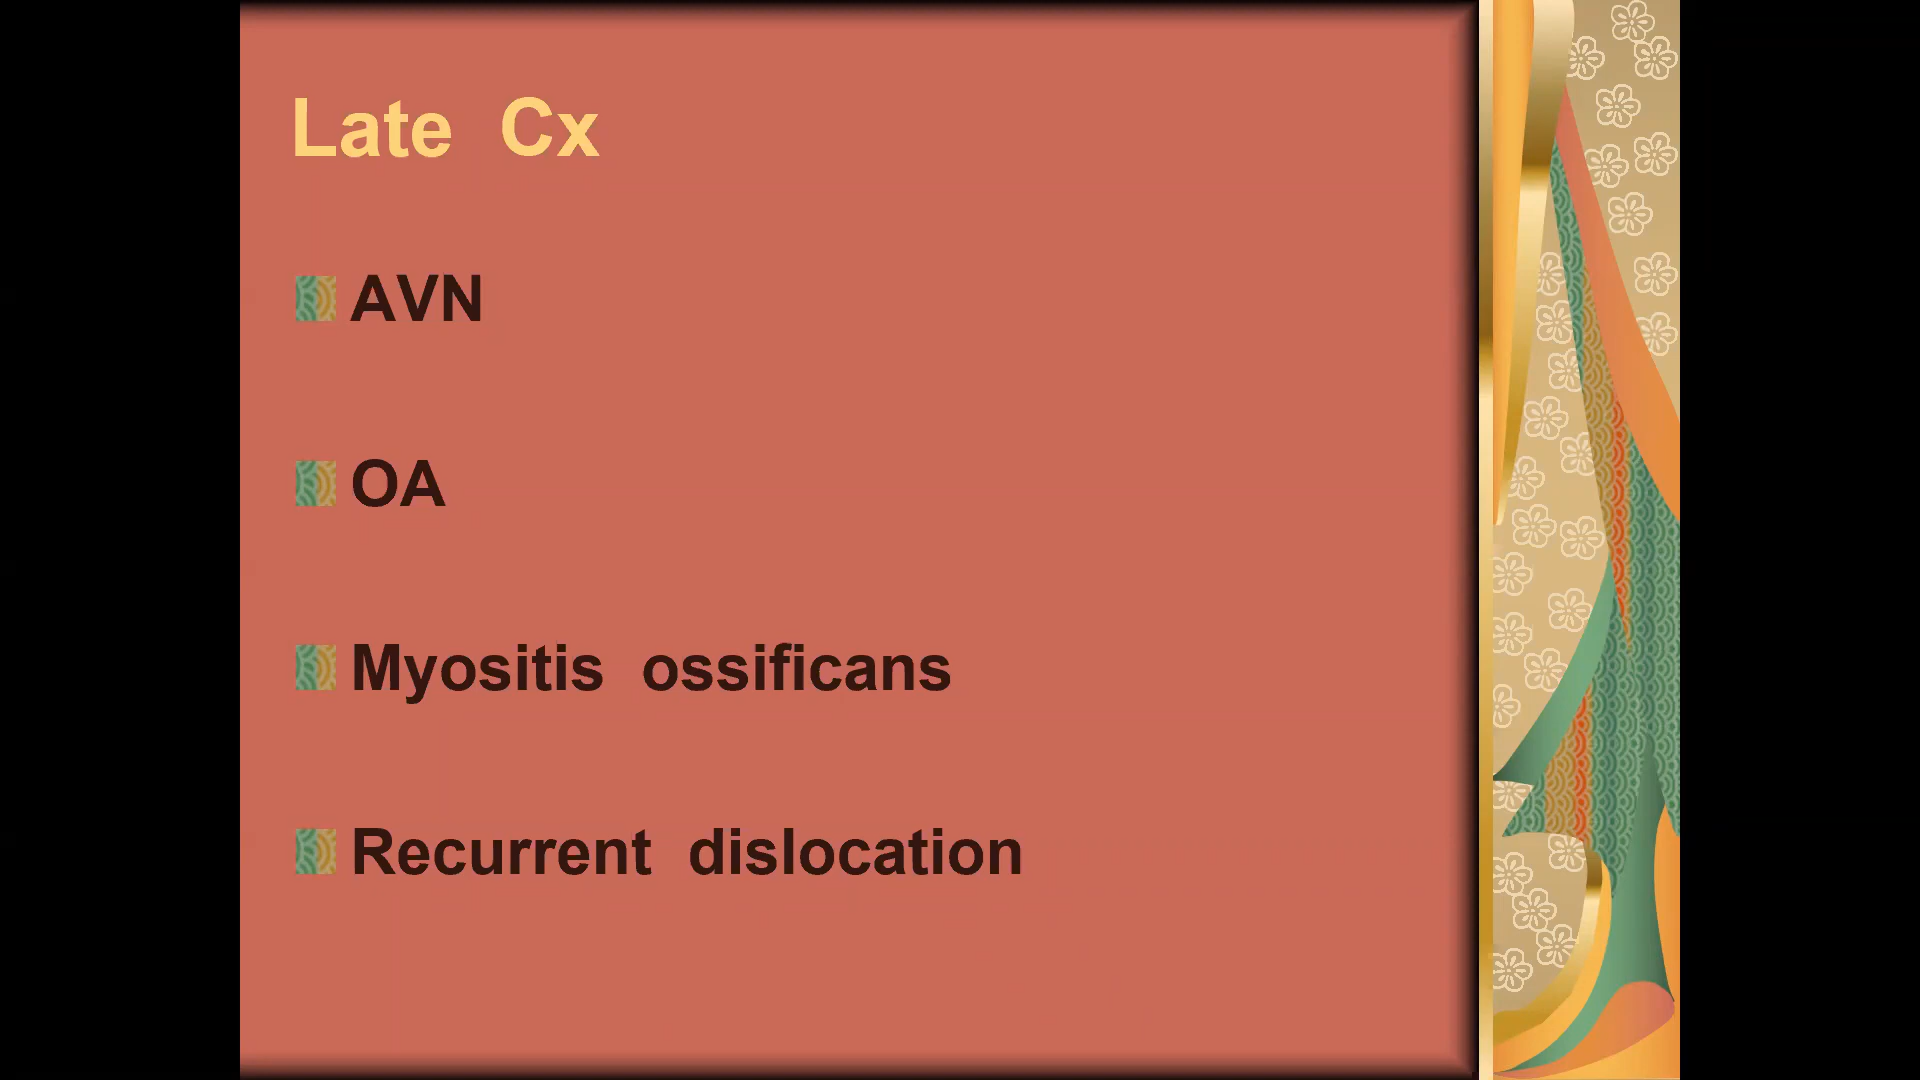 Late Cx
AVN
OA
Myositis ossificans
Recurrent dislocation